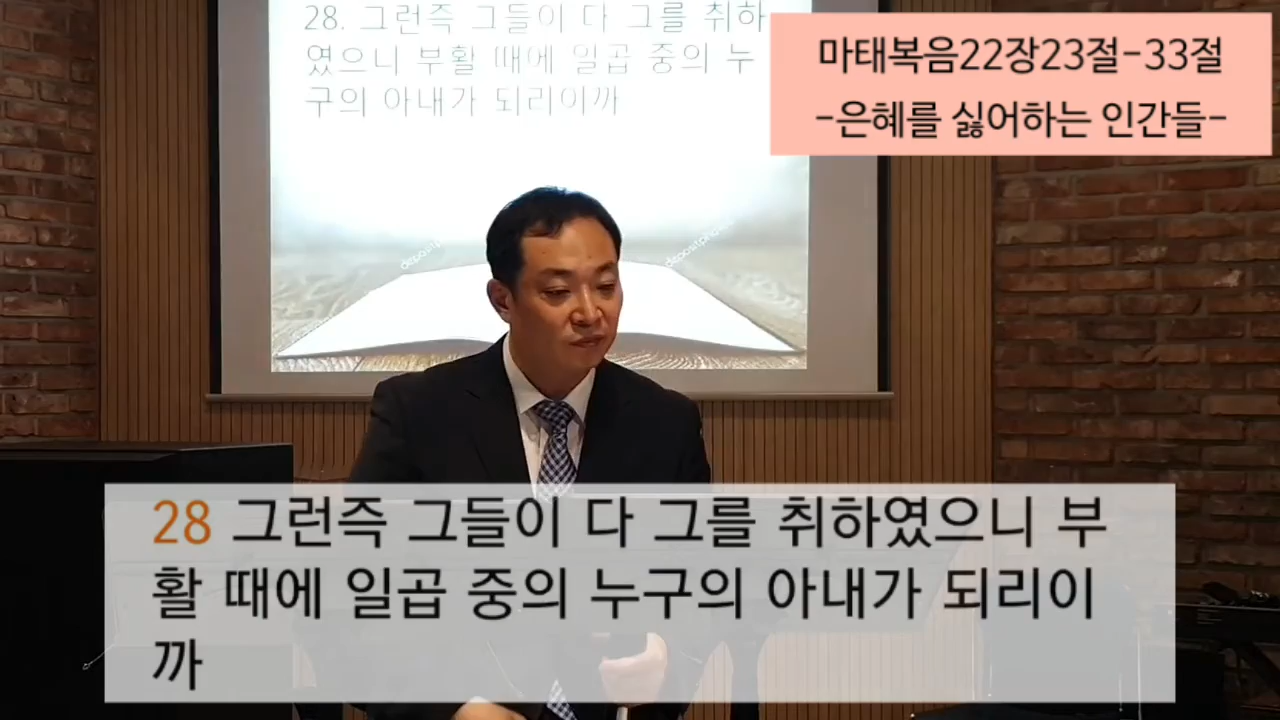 28. 그런즉 그들이 다 그를 취하
였으니 부활 때에 일곱 중의 누
구의 아내가 되리이까
마태복음22장23절-33절
-은혜를 싫어하는 인간들-
28 그런즉 그들이 다 그를 취하였으니 부
활 때에 일곱 중의 누구의 아내가 되리이
까